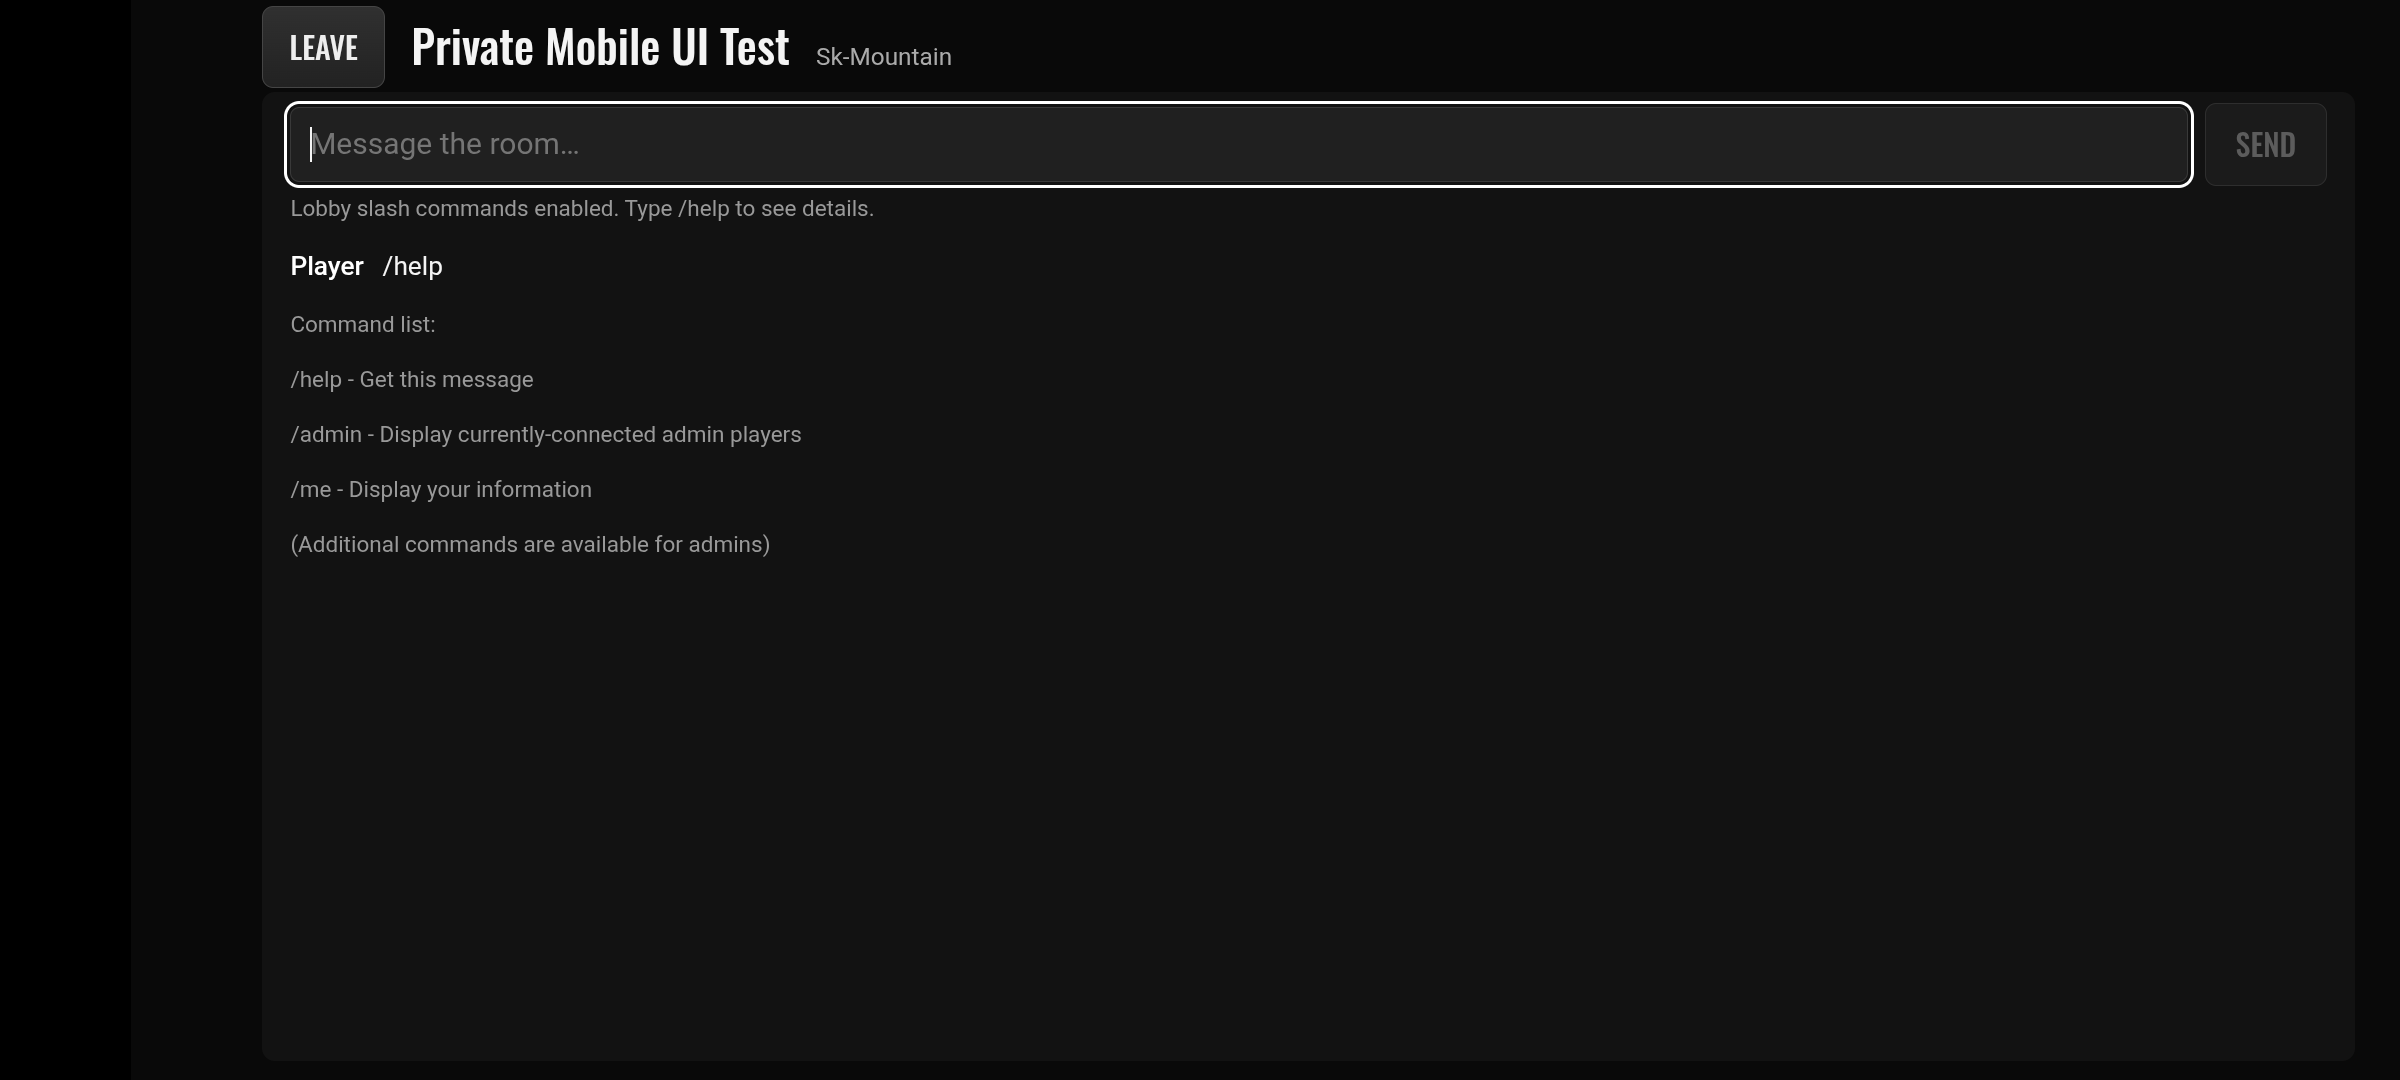 LEAVE Private Mobile UI Test Sk-Mountain
Message the room… SEND
Lobby slash commands enabled. Type /help to see details.
Player /help
Command list:
/help - Get this message
/admin - Display currently-connected admin players
/me - Display your information
(Additional commands are available for admins)